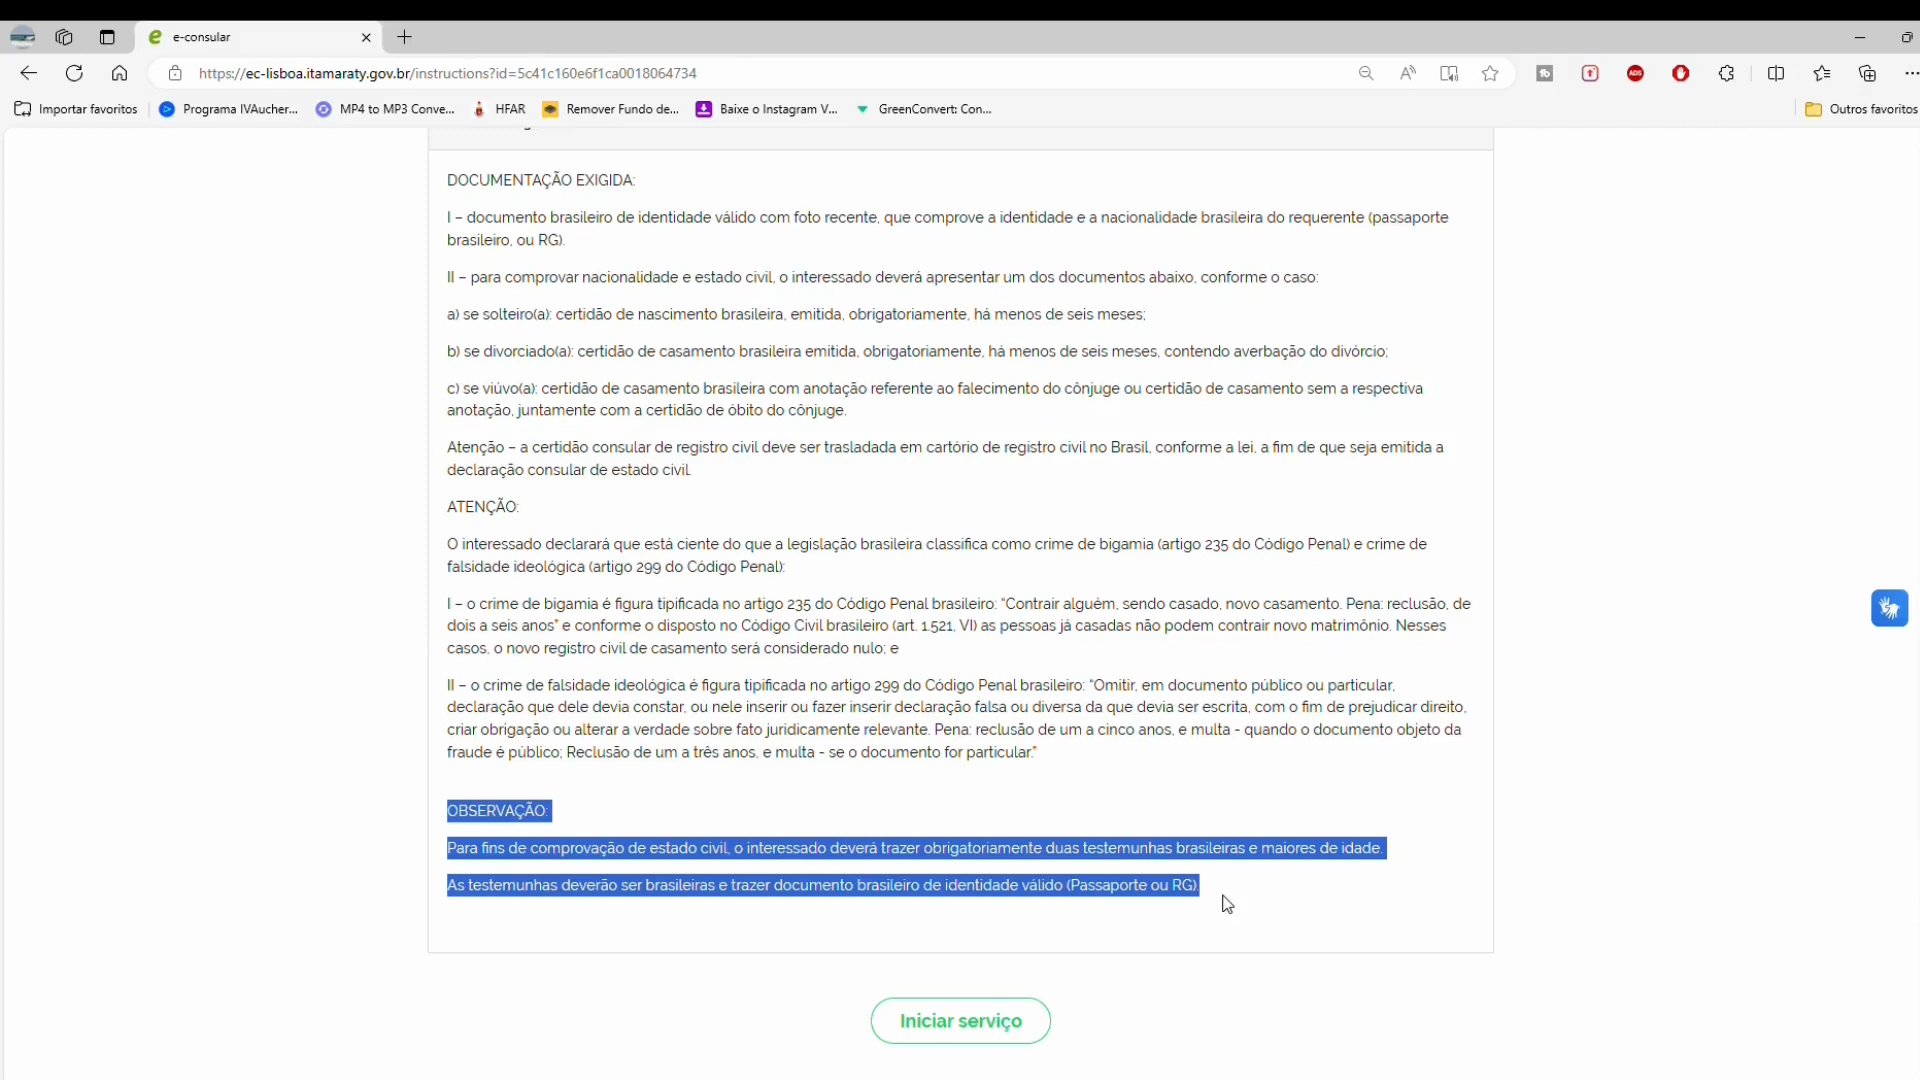 e-consular
https://ec-lisboa.itamaraty.gov.br/instructions?id=5c41c160e6f1ca0018064734
Importar favoritos
Programa IVAucher...
MP4 to MP3 Conve...
HFAR
Remover Fundo de...
Baixe o Instagram V...
GreenConvert: Con...
Outros favoritos
DOCUMENTAÇÃO EXIGIDA:
I – documento brasileiro de identidade válido com foto recente, que comprove a identidade e a nacionalidade brasileira do requerente (passaporte
brasileiro, ou RG).
II – para comprovar nacionalidade e estado civil, o interessado deverá apresentar um dos documentos abaixo, conforme o caso:
a) se solteiro(a): certidão de nascimento brasileira, emitida, obrigatoriamente, há menos de seis meses;
b) se divorciado(a): certidão de casamento brasileira emitida, obrigatoriamente, há menos de seis meses, contendo averbação do divórcio;
c) se viúvo(a): certidão de casamento brasileira com anotação referente ao falecimento do cônjuge ou certidão de casamento sem a respectiva
anotação, juntamente com a certidão de óbito do cônjuge.
Atenção – a certidão consular de registro civil deve ser trasladada em cartório de registro civil no Brasil, conforme a lei, a fim de que seja emitida a
declaração consular de estado civil.
ATENÇÃO:
O interessado declarará que está ciente do que a legislação brasileira classifica como crime de bigamia (artigo 235 do Código Penal) e crime de
falsidade ideológica (artigo 299 do Código Penal):
I – o crime de bigamia é figura tipificada no artigo 235 do Código Penal brasileiro: “Contrair alguém, sendo casado, novo casamento. Pena: reclusão, de
dois a seis anos” e conforme o disposto no Código Civil brasileiro (art. 1.521, VI) as pessoas já casadas não podem contrair novo matrimônio. Nesses
casos, o novo registro civil de casamento será considerado nulo; e
II – o crime de falsidade ideológica é figura tipificada no artigo 299 do Código Penal brasileiro: “Omitir, em documento público ou particular,
declaração que dele devia constar, ou nele inserir ou fazer inserir declaração falsa ou diversa da que devia ser escrita, com o fim de prejudicar direito,
criar obrigação ou alterar a verdade sobre fato juridicamente relevante. Pena: reclusão de um a cinco anos, e multa - quando o documento objeto da
fraude é público; Reclusão de um a três anos, e multa - se o documento for particular.”
OBSERVAÇÃO:
Para fins de comprovação de estado civil, o interessado deverá trazer obrigatoriamente duas testemunhas brasileiras e maiores de idade.
As testemunhas deverão ser brasileiras e trazer documento brasileiro de identidade válido (Passaporte ou RG).
Iniciar serviço